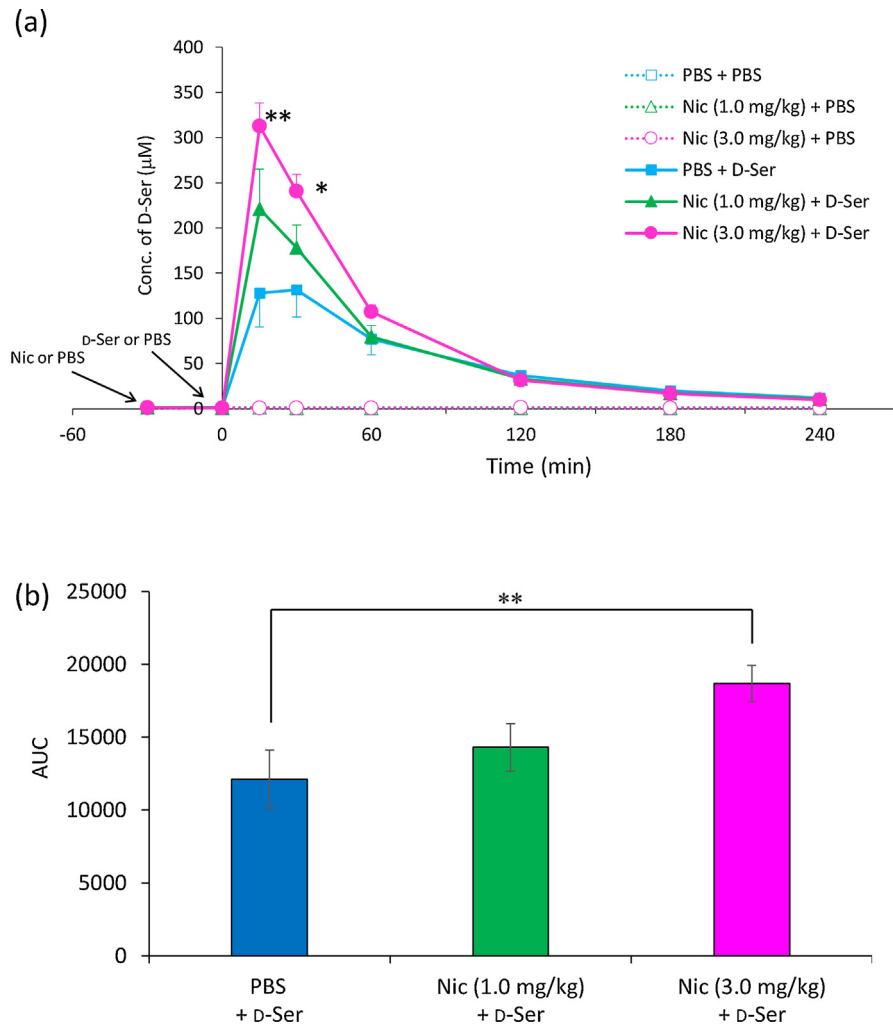 (a)
400
350
300
250
200
150
100
50
0
Conc. of D-Ser (µM)
**
*
PBS + PBS
Nic (1.0 mg/kg) + PBS
Nic (3.0 mg/kg) + PBS
PBS + D-Ser
Nic (1.0 mg/kg) + D-Ser
Nic (3.0 mg/kg) + D-Ser
D-Ser or PBS
Nic or PBS
-60 0 60 120 180 240
Time (min)
(b)
25000
20000
15000
10000
5000
0
AUC
**
PBS
+ D-Ser
Nic (1.0 mg/kg)
+ D-Ser
Nic (3.0 mg/kg)
+ D-Ser